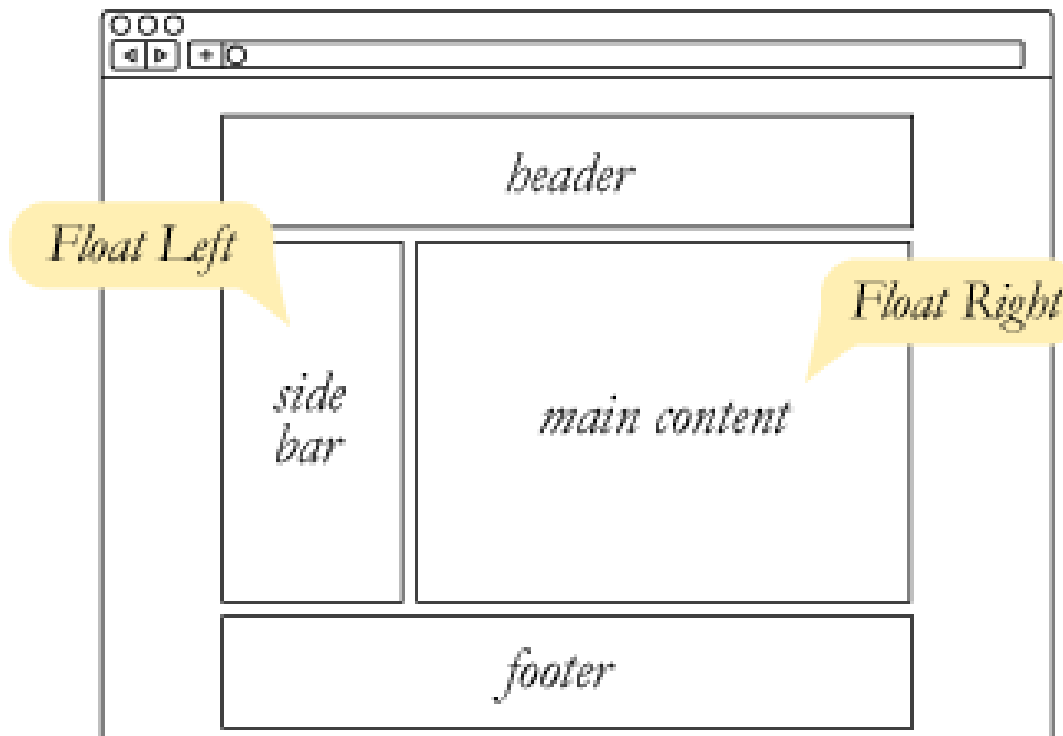 header
Float Left
Float Right
side
bar
main content
footer